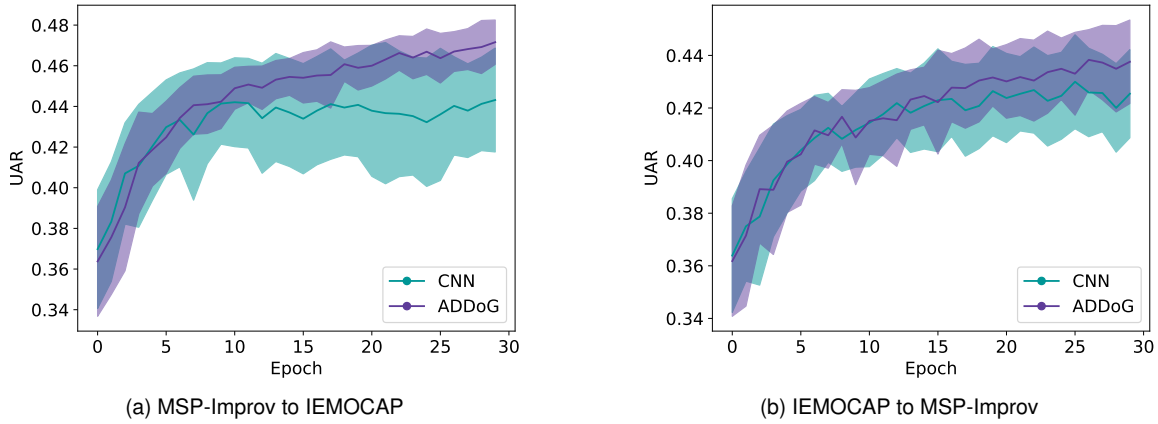 0.48
0.46
0.44
0.42
0.40
0.38
0.36
0.34
UAR
0 5 10 15 20 25 30
Epoch
CNN
ADDoG
(a) MSP-Improv to IEMOCAP
0.44
0.42
0.40
0.38
0.36
0.34
UAR
0 5 10 15 20 25 30
Epoch
CNN
ADDoG
(b) IEMOCAP to MSP-Improv